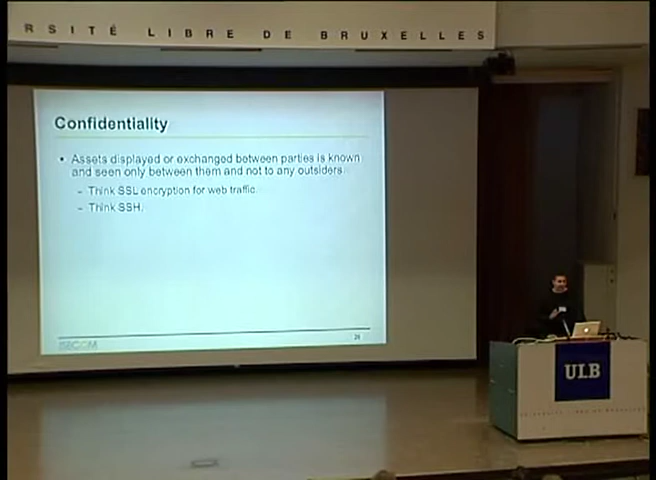 RSITÉ LIBRE DE BRUXELLES
Confidentiality
• Assets displayed or exchanged between parties is known
and seen only between them and not to any outsiders.
– Think SSL encryption for web traffic.
– Think SSH.
ISECOM
ULB